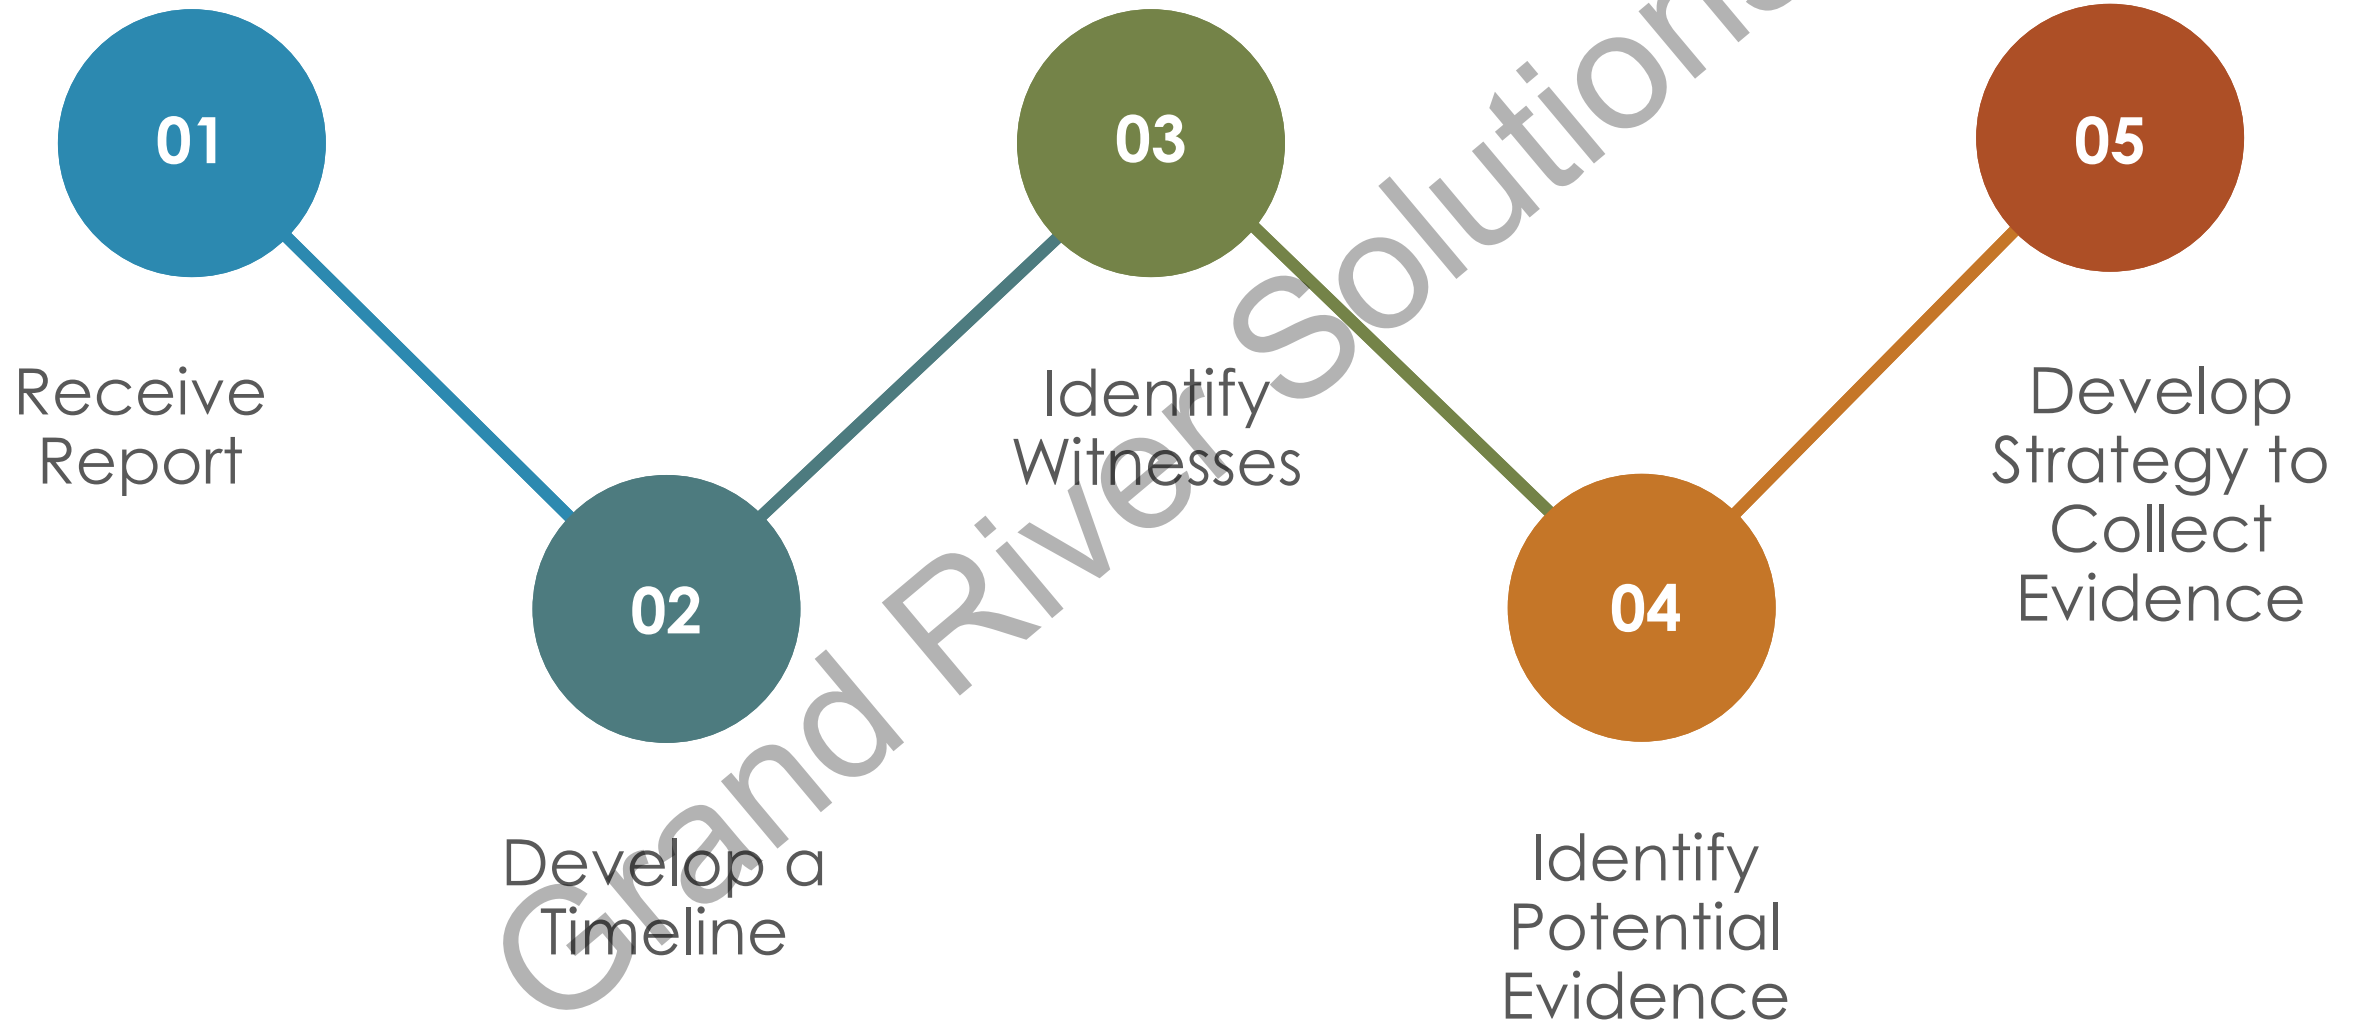 01
Receive
Report
02
Develop a
Timeline
03
Identify
Witnesses
04
Identify
Potential
Evidence
05
Develop
Strategy to
Collect
Evidence
Grand River Solutions